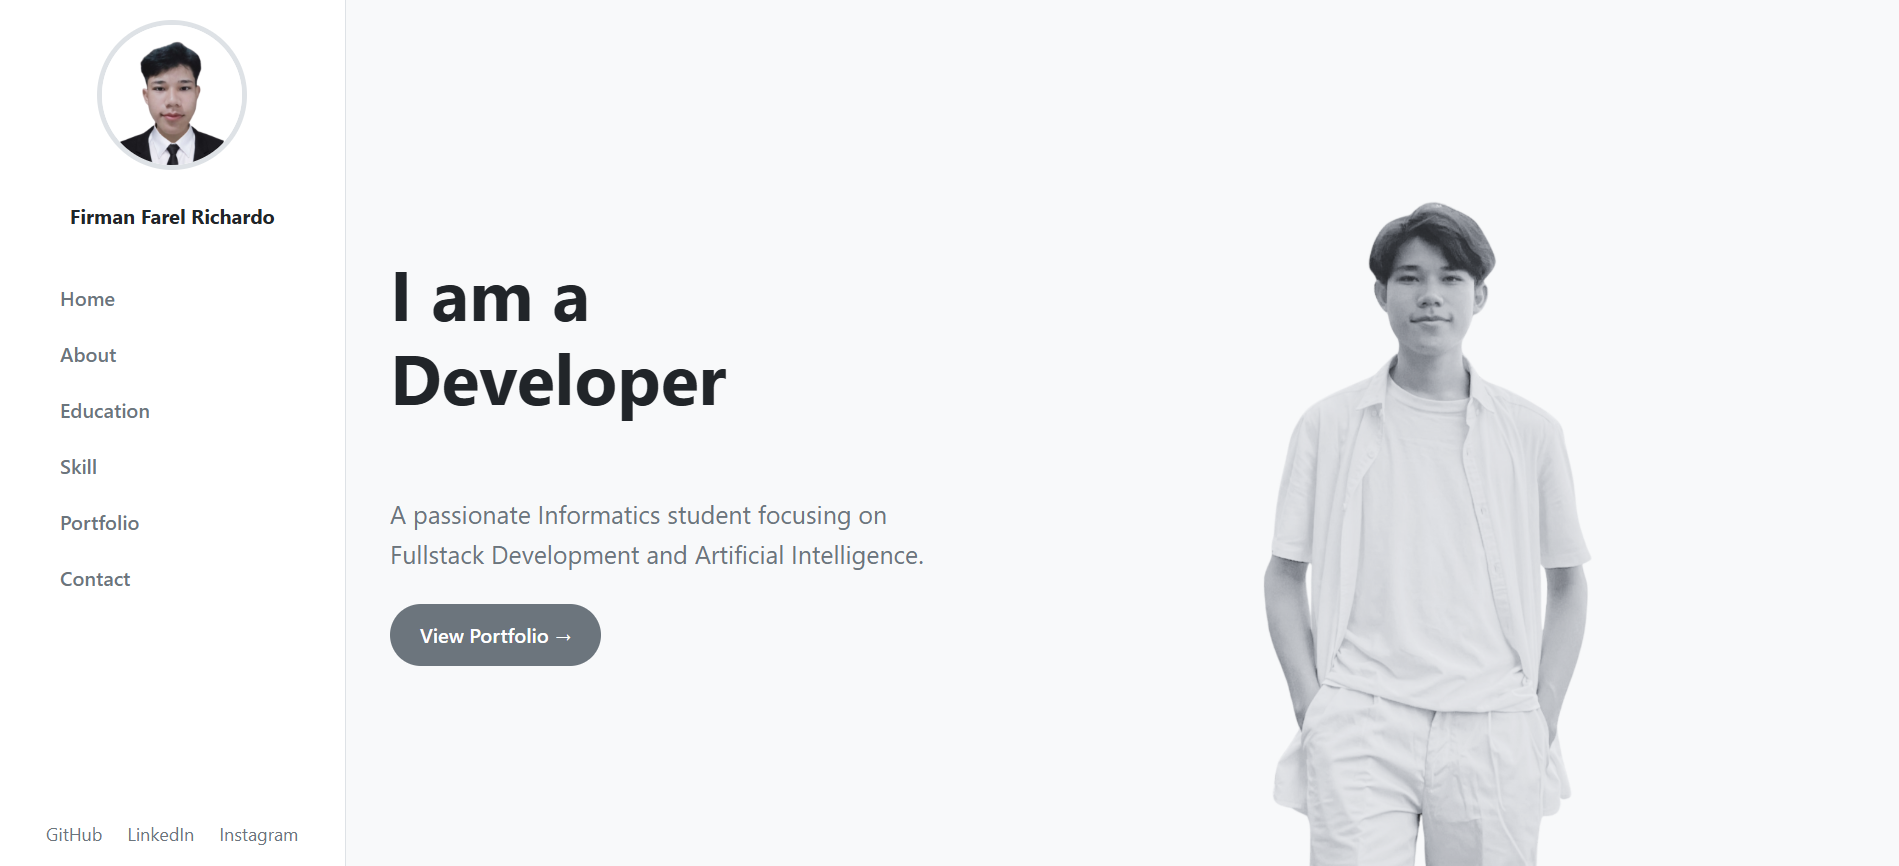 Firman Farel Richardo
Home
About
Education
Skill
Portfolio
Contact
GitHub LinkedIn Instagram
I am a
Developer
A passionate Informatics student focusing on
Fullstack Development and Artificial Intelligence.
View Portfolio →